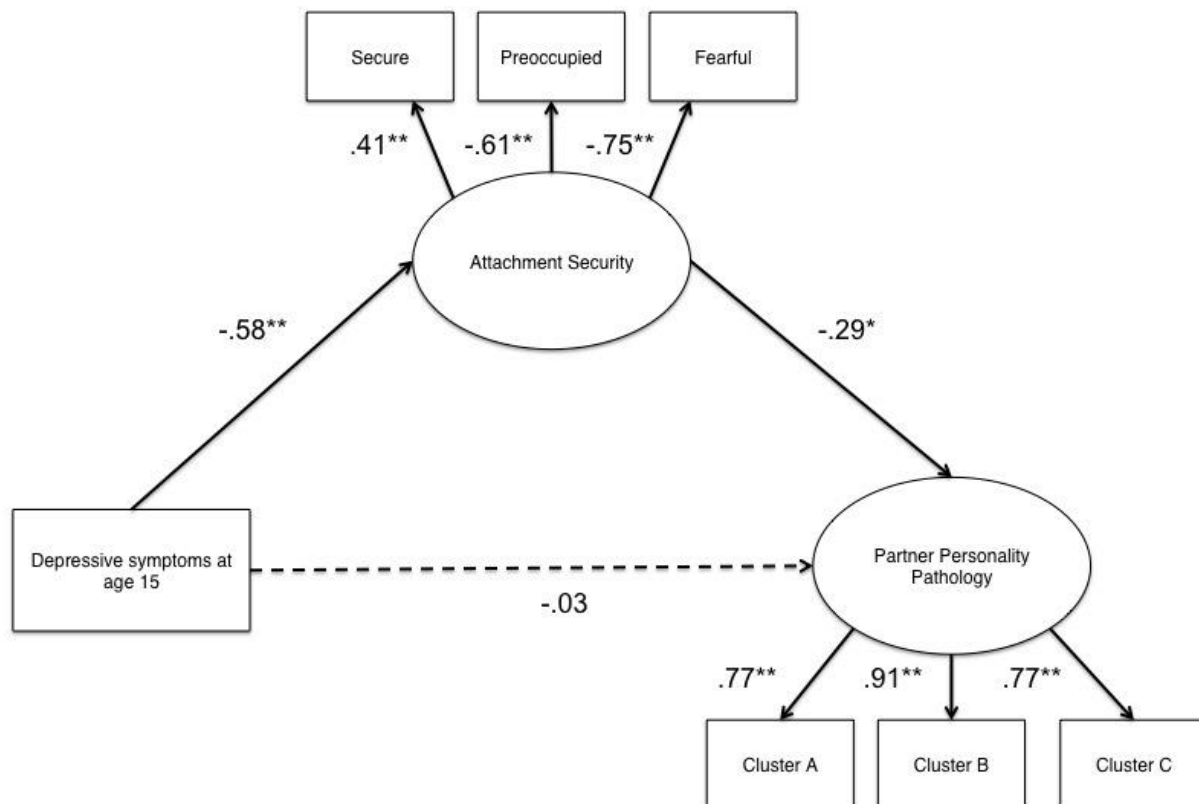 Secure Preoccupied Fearful
.41** -.61** -.75**
Attachment Security
-.58** -.29*
Depressive symptoms at
age 15
Partner Personality
Pathology
-.03
.77** .91** .77**
Cluster A Cluster B Cluster C